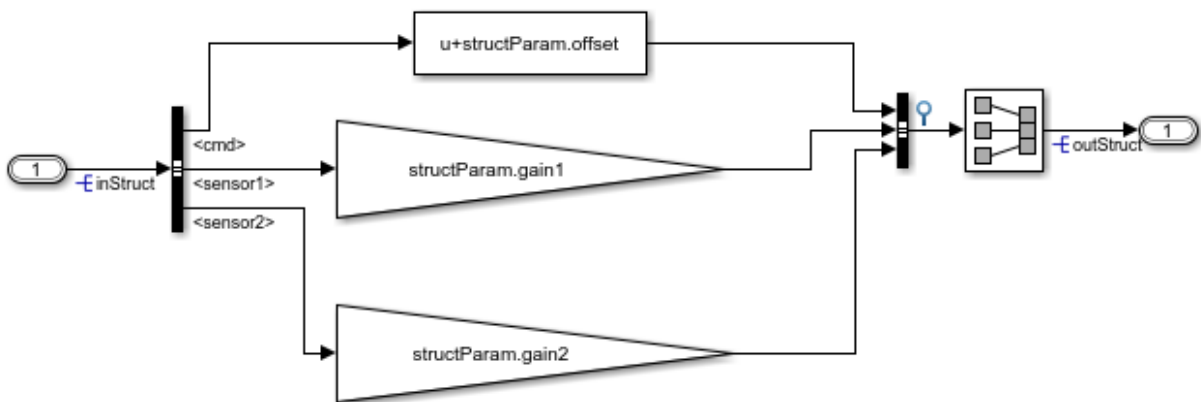 u+structParam.offset
<cmd>
1
inStruct
<sensor1>
structParam.gain1
<sensor2>
structParam.gain2
outStruct
1